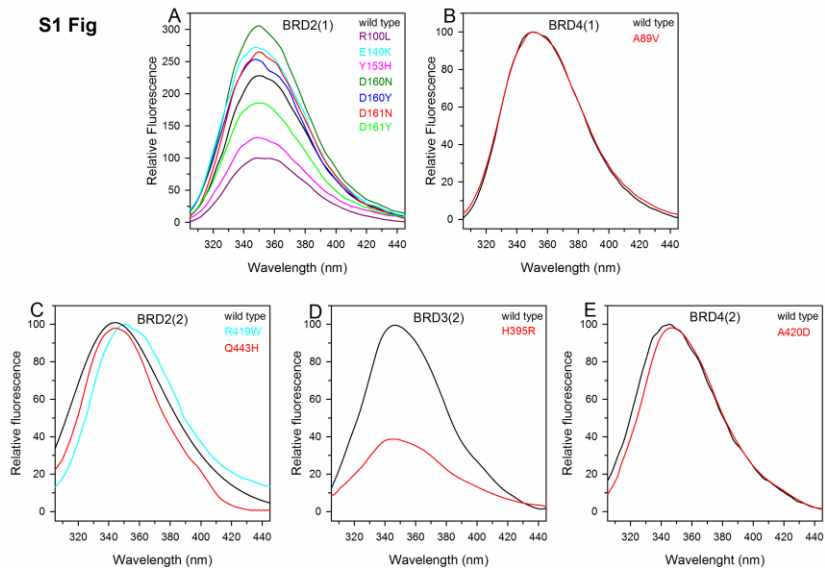 S1 Fig
A
BRD2(1)
wild type
R100L
E140K
Y153H
D160N
D160Y
D161N
D161Y
Relative Fluorescence
300
275
250
225
200
175
150
125
100
75
50
25
0
320 340 360 380 400 420 440
Wavelength (nm)
B
BRD4(1)
wild type
A89V
Relative Fluorescence
100
80
60
40
20
0
320 340 360 380 400 420 440
Wavelength (nm)
C
BRD2(2)
wild type
R419W
Q443H
Relative fluorescence
100
80
60
40
20
0
320 340 360 380 400 420 440
Wavelength (nm)
D
BRD3(2)
wild type
H395R
Relative fluorescence
100
80
60
40
20
0
320 340 360 380 400 420 440
Wavelength (nm)
E
BRD4(2)
wild type
A420D
Relative fluorescence
100
80
60
40
20
0
320 340 360 380 400 420 440
Wavelenght (nm)